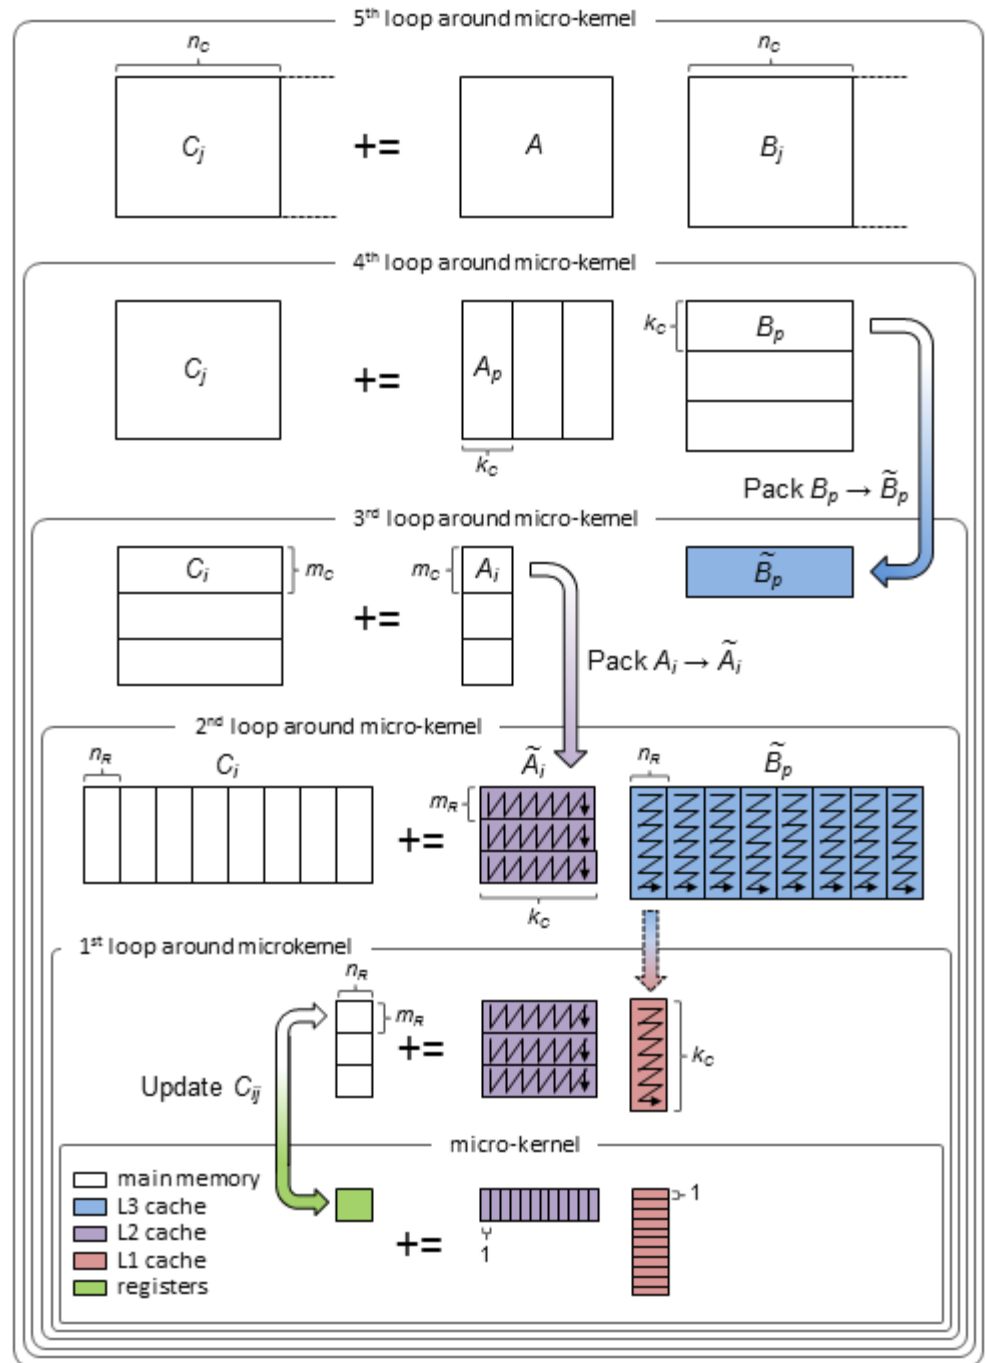 5th loop around micro-kernel
nC nC
Cj += A Bj
4th loop around micro-kernel
Cj += Ap kC Bp
kC
Pack Bp → B̃p
3rd loop around micro-kernel
Ci mC += mC Ai B̃p
Pack Ai → Ãi
2nd loop around micro-kernel
nR Ci Ãi nR B̃p
mR
+=
kC
1st loop around microkernel
nR
mR
+= kC
Update Cij
micro-kernel
main memory
L3 cache 1
L2 cache +=
L1 cache 1
registers